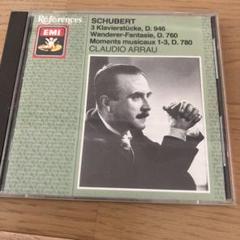 References
EMI
SCHUBERT
3 Klavierstücke, D. 946
Wanderer-Fantasie, D. 760
Moments musicaux 1-3, D. 780
CLAUDIO ARRAU